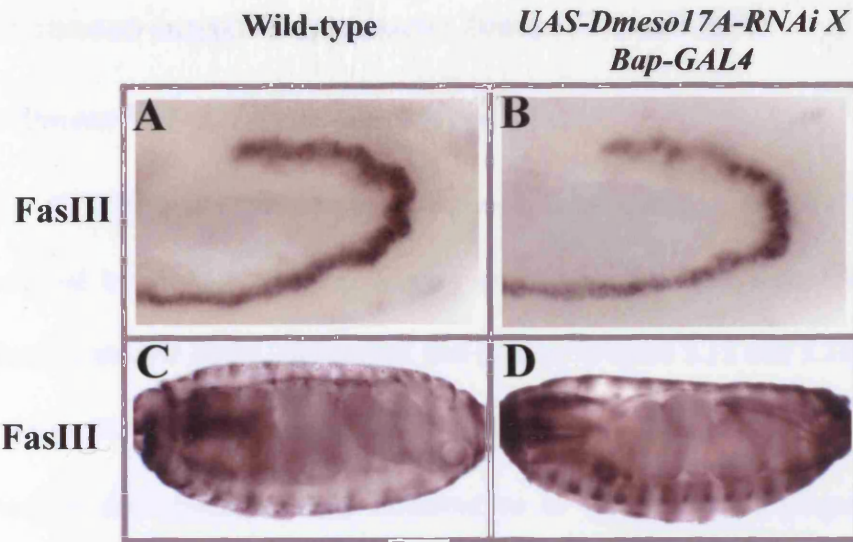 Wild-type
UAS-Dmeso17A-RNAi X
Bap-GAL4
A
B
FasIII
C
D
FasIII